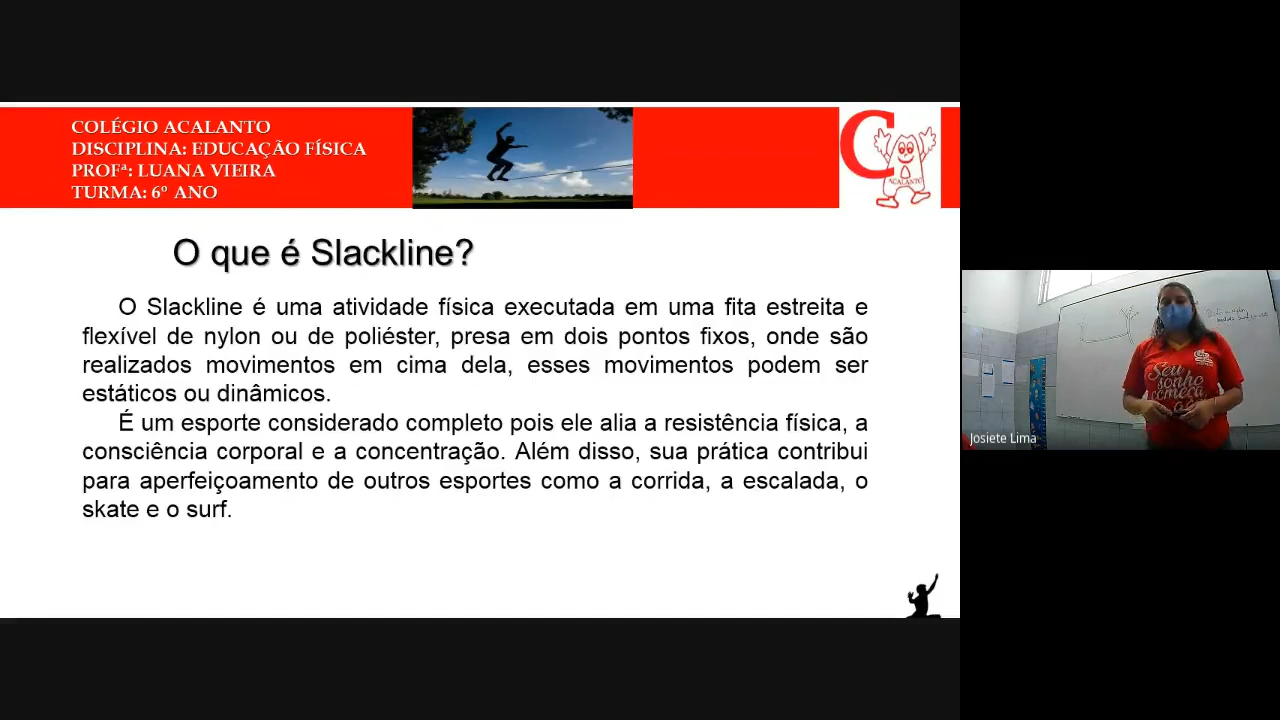 COLÉGIO ACALANTO
DISCIPLINA: EDUCAÇÃO FÍSICA
PROFª: LUANA VIEIRA
TURMA: 6º ANO
C
ACALANTO
O que é Slackline?
O Slackline é uma atividade física executada em uma fita estreita e
flexível de nylon ou de poliéster, presa em dois pontos fixos, onde são
realizados movimentos em cima dela, esses movimentos podem ser
estáticos ou dinâmicos.
É um esporte considerado completo pois ele alia a resistência física, a
consciência corporal e a concentração. Além disso, sua prática contribui
para aperfeiçoamento de outros esportes como a corrida, a escalada, o
skate e o surf.
Seu
sonho
começa
Josiete Lima